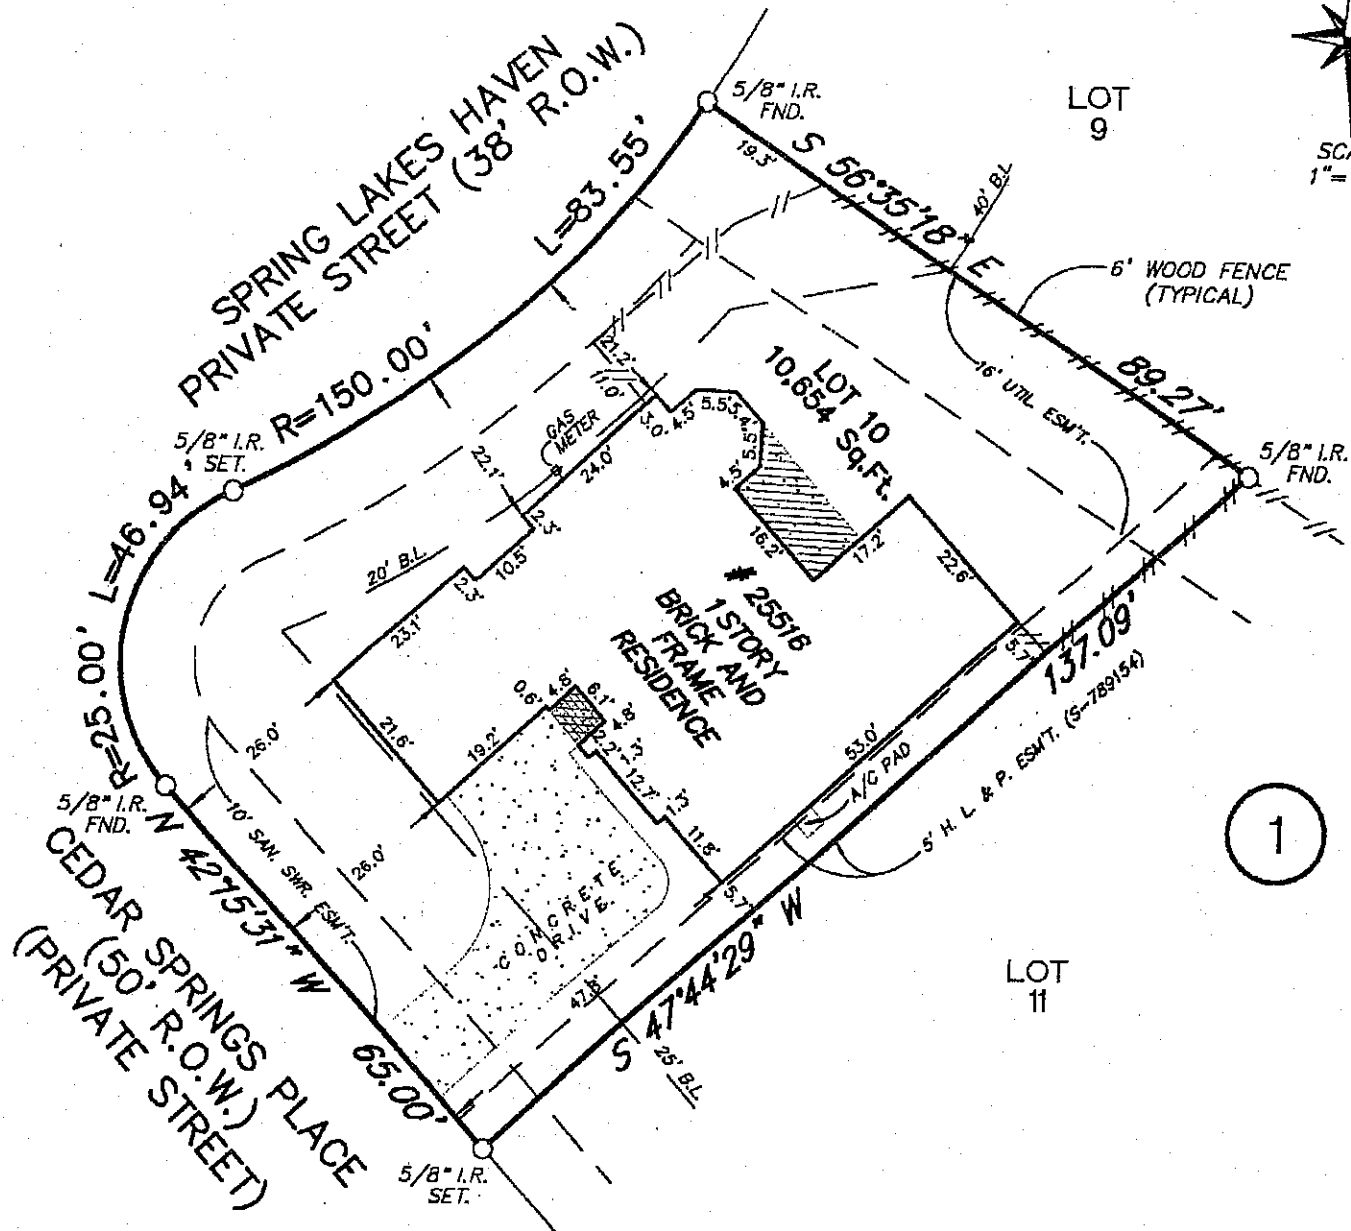 SPRING LAKES HAVEN
PRIVATE STREET (38' R.O.W.)
L=83.55'
R=150.00'
5/8" I.R.
FND.
LOT
9
S 56°35'18" E
89.27'
19.3'
40' B.L.
6' WOOD FENCE
(TYPICAL)
16' UTIL ESM'T.
5/8" I.R.
FND.
1"=
LOT 10
10,654 Sq.Ft.
21.2'
11.0'
3.0'
4.5'
5.5'
5.4'
5.5'
4.5'
16.2'
17.2'
22.6'
GAS
METER
24.0'
22.1'
2.3'
10.5'
2.3'
23.1'
20' B.L.
5/8" I.R.
SET.
L=46.94'
R=25.00'
5/8" I.R.
FND.
# 25516
1 STORY
BRICK AND
FRAME
RESIDENCE
0.6'
4.8'
6.1'
4.8'
2.2'
1.3'
12.7'
1.3'
11.8'
19.2'
21.6'
26.0'
26.0'
10' SAN. SWR. ESM'T.
53.0'
A/C PAD
5.7'
5.7'
137.09'
5' H. L. & P. ESM'T. (S-789154)
S 47°44'29" W
CONCRETE
DRIVE
47.8'
25' B.L.
N 42°15'31" W
65.00'
CEDAR SPRINGS PLACE
(50' R.O.W.)
(PRIVATE STREET)
5/8" I.R.
SET.
LOT
11
1